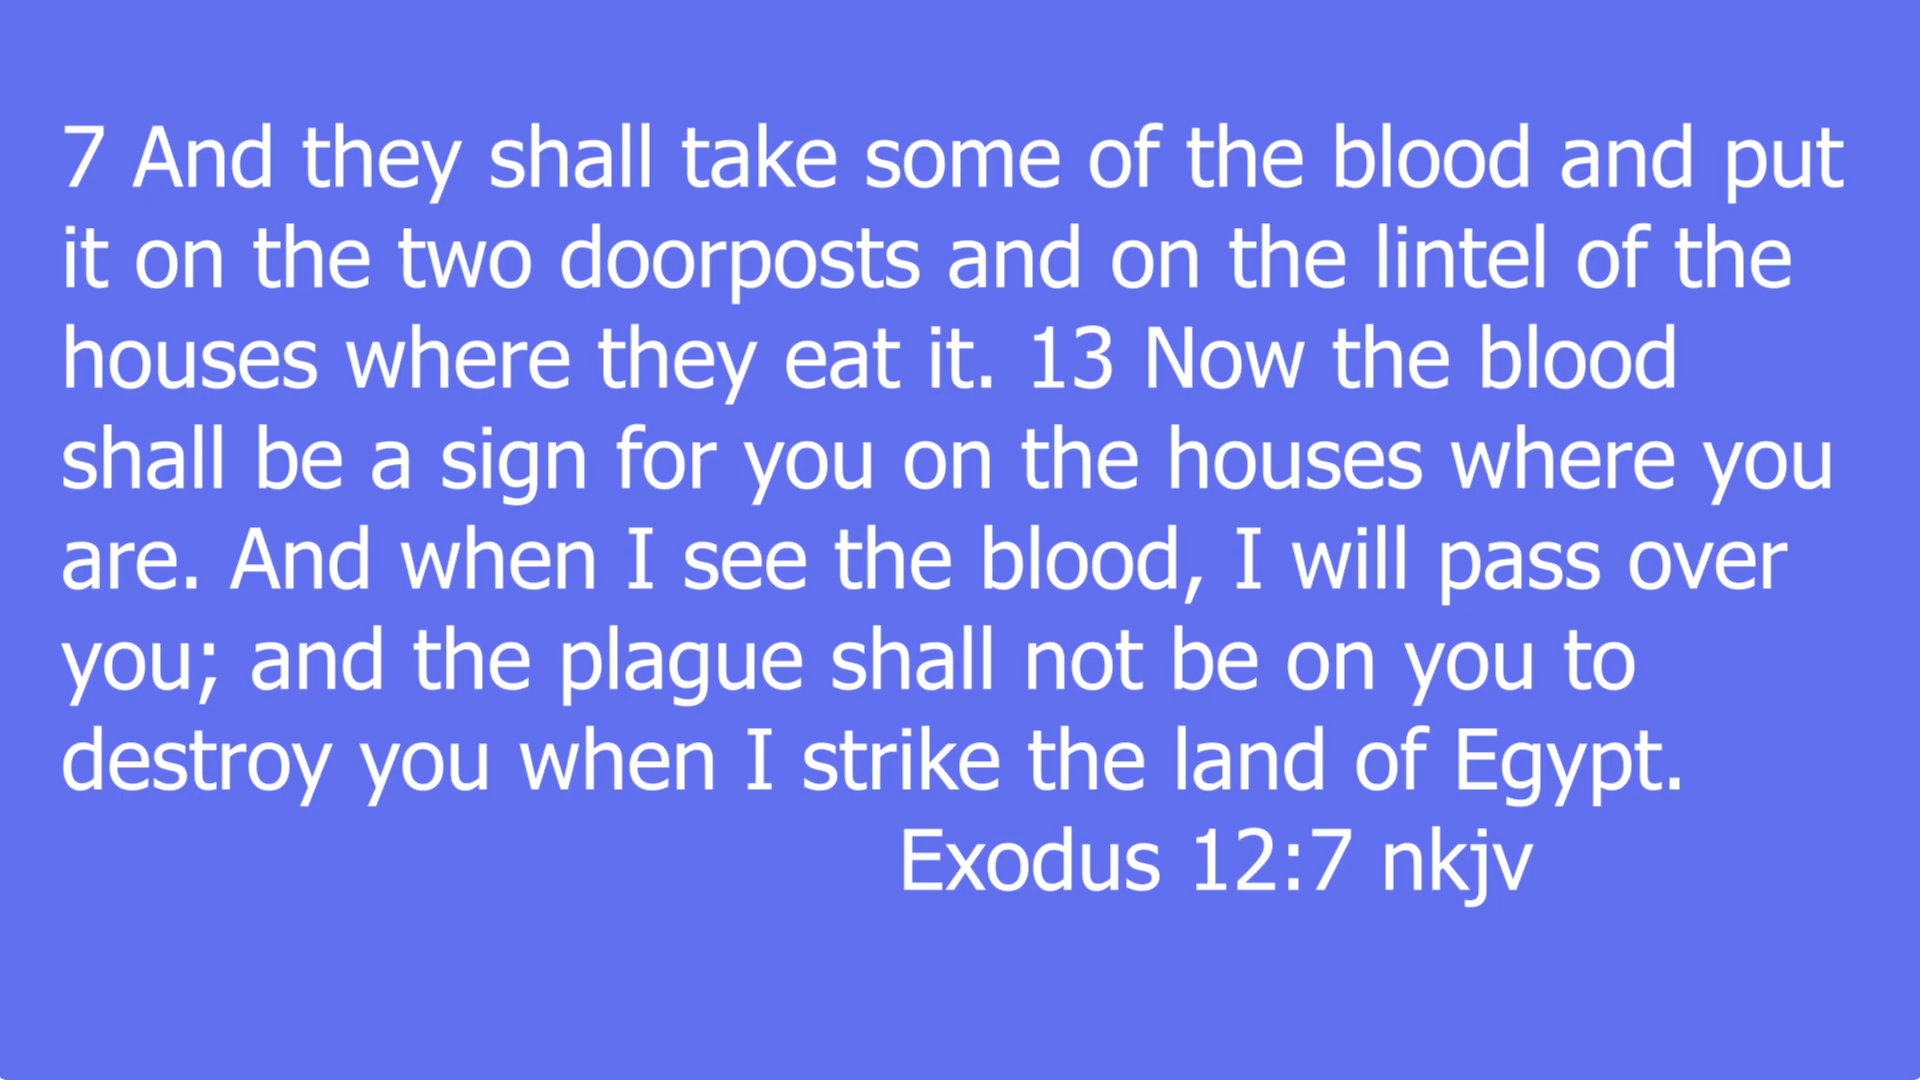 7 And they shall take some of the blood and put
it on the two doorposts and on the lintel of the
houses where they eat it. 13 Now the blood
shall be a sign for you on the houses where you
are. And when I see the blood, I will pass over
you; and the plague shall not be on you to
destroy you when I strike the land of Egypt.
Exodus 12:7 nkjv